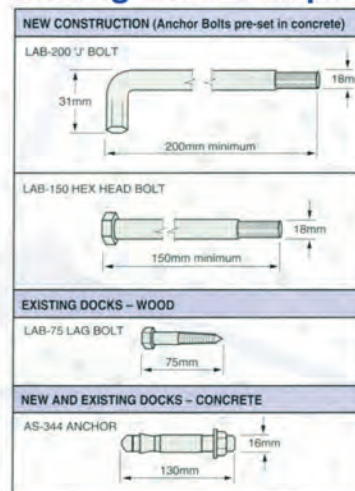 NEW CONSTRUCTION (Anchor Bolts pre-set in concrete)
LAB-200 'J' BOLT
31mm
18mm
200mm minimum
LAB-150 HEX HEAD BOLT
18mm
150mm minimum
EXISTING DOCKS – WOOD
LAB-75 LAG BOLT
75mm
NEW AND EXISTING DOCKS – CONCRETE
AS-344 ANCHOR
16mm
130mm